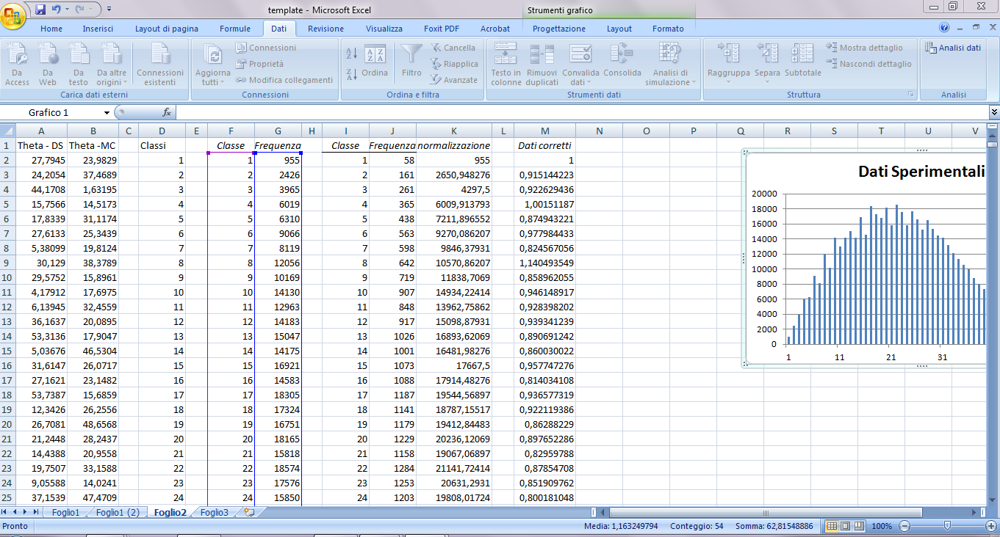 template - Microsoft Excel
Strumenti grafico
Home Inserisci Layout di pagina Formule Dati Revisione Visualizza Foxit PDF Acrobat Progettazione Layout Formato
Da Access Da Web Da testo Da altre origini Connessioni esistenti
Carica dati esterni
Aggiorna tutti Connessioni Proprietà Modifica collegamenti
Connessioni
Ordina Filtro Cancella Riapplica Avanzate
Ordina e filtra
Testo in colonne Rimuovi duplicati Convalida dati Consolida Analisi di simulazione
Strumenti dati
Raggruppa Separa Subtotale Mostra dettaglio Nascondi dettaglio
Struttura
Analisi dati
Analisi
Grafico 1 fx
A B C D E F G H I J K L M N O P Q R S T U V
1 Theta - DS Theta -MC Classi Classe Frequenza Classe Frequenza normalizzazione Dati corretti
2 27,7945 23,9829 1 1 955 1 58 955 1
3 24,2054 37,4689 2 2 2426 2 161 2650,948276 0,915144223
4 44,1708 1,63195 3 3 3965 3 261 4297,5 0,922629436
5 15,7566 14,5173 4 4 6019 4 365 6009,913793 1,00151187
6 17,8339 31,1174 5 5 6310 5 438 7211,896552 0,874943221
7 27,6133 25,3439 6 6 9066 6 563 9270,086207 0,977984433
8 5,38099 19,8124 7 7 8119 7 598 9846,37931 0,824567056
9 30,129 38,3789 8 8 12056 8 642 10570,86207 1,140493549
10 29,5752 15,8961 9 9 10169 9 719 11838,7069 0,858962055
11 4,17912 17,6975 10 10 14130 10 907 14934,22414 0,946148917
12 6,13945 32,4559 11 11 12963 11 848 13962,75862 0,928398202
13 36,1637 20,0895 12 12 14183 12 917 15098,87931 0,939341239
14 53,3136 17,9047 13 13 15047 13 1026 16893,62069 0,890691242
15 5,03676 46,5304 14 14 14175 14 1001 16481,98276 0,860030022
16 31,6147 26,0717 15 15 16921 15 1073 17667,5 0,957747276
17 27,1621 23,1482 16 16 14583 16 1088 17914,48276 0,814034108
18 53,7387 15,6859 17 17 18305 17 1187 19544,56897 0,936577319
19 12,3426 26,2556 18 18 17324 18 1141 18787,15517 0,922119386
20 26,7081 48,6568 19 19 16751 19 1179 19412,84483 0,86288229
21 21,2448 28,2437 20 20 18165 20 1229 20236,12069 0,897652286
22 14,4388 20,9558 21 21 15818 21 1158 19067,06897 0,82959788
23 19,7507 33,1588 22 22 18574 22 1284 21141,72414 0,87854708
24 9,05588 14,0241 23 23 17576 23 1253 20631,2931 0,851909762
25 37,1539 47,4709 24 24 15850 24 1203 19808,01724 0,800181048
Dati Sperimentali
20000
18000
16000
14000
12000
10000
8000
6000
4000
2000
0
1 11 21 31
Foglio1 Foglio1 (2) Foglio2 Foglio3
Pronto Media: 1,163249794 Conteggio: 54 Somma: 62,81548886 100%